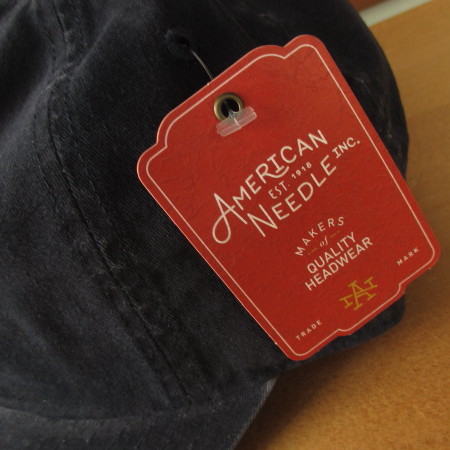 AMERICAN
EST. 1918
NEEDLE INC.
MAKERS
of
QUALITY
HEADWEAR
TRADE MARK